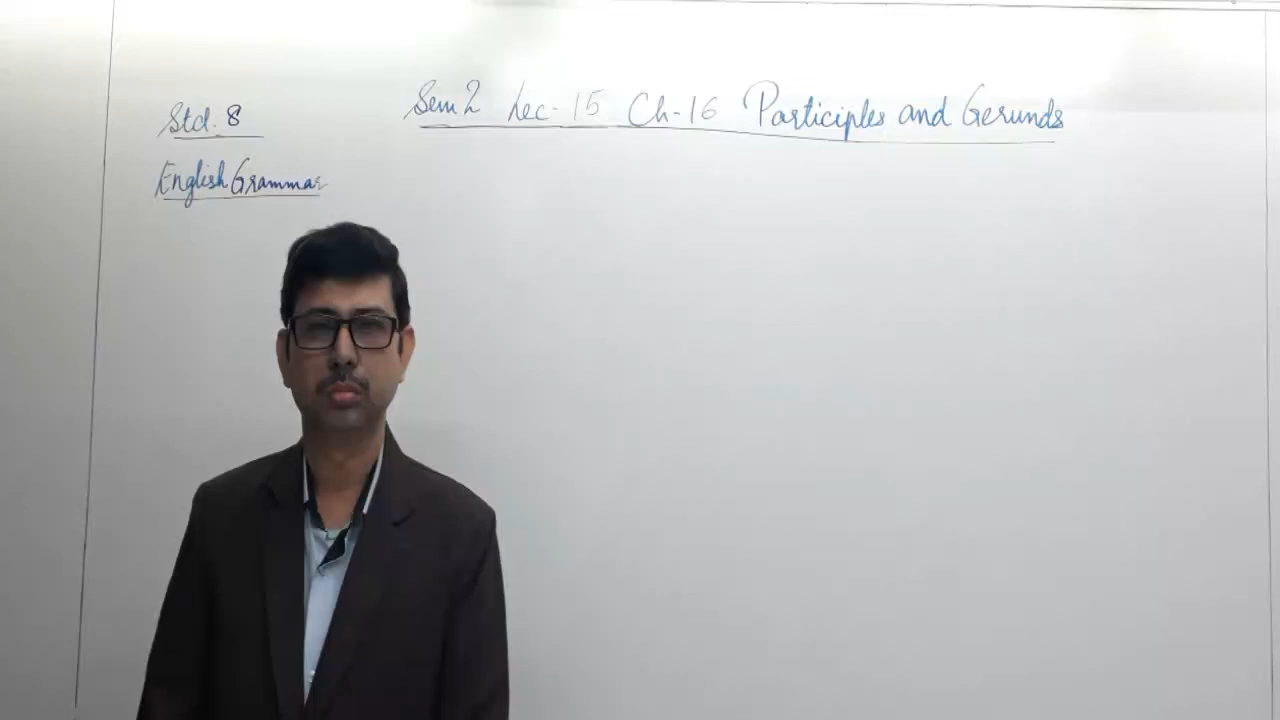 Std. 8
Sem 2 Lec-15 Ch-16 Participles and Gerunds
English Grammar